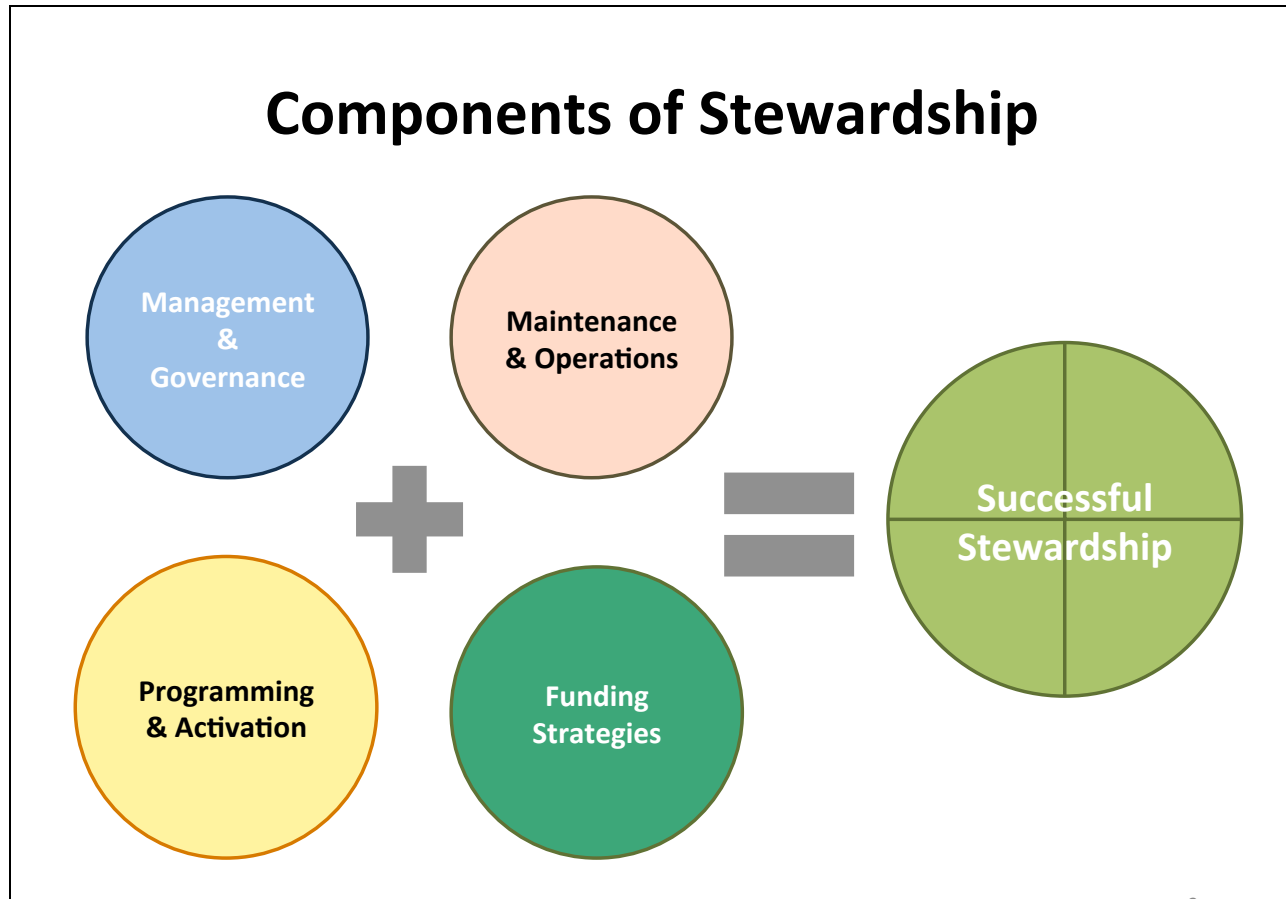 Components of Stewardship
Management
&
Governance
Maintenance
& Operations
Programming
& Activation
Funding
Strategies
Successful
Stewardship